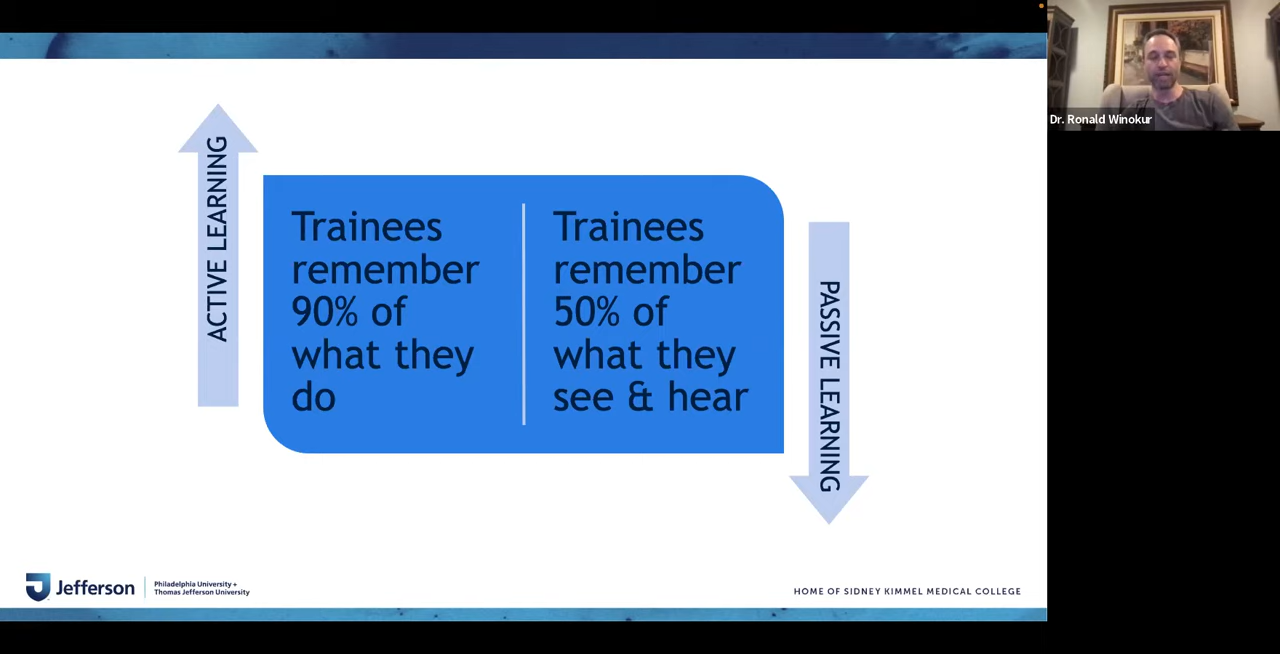 ACTIVE LEARNING
Trainees
remember
90% of
what they
do
Trainees
remember
50% of
what they
see & hear
PASSIVE LEARNING
Dr. Ronald Winokur
Jefferson
Philadelphia University +
Thomas Jefferson University
HOME OF SIDNEY KIMMEL MEDICAL COLLEGE